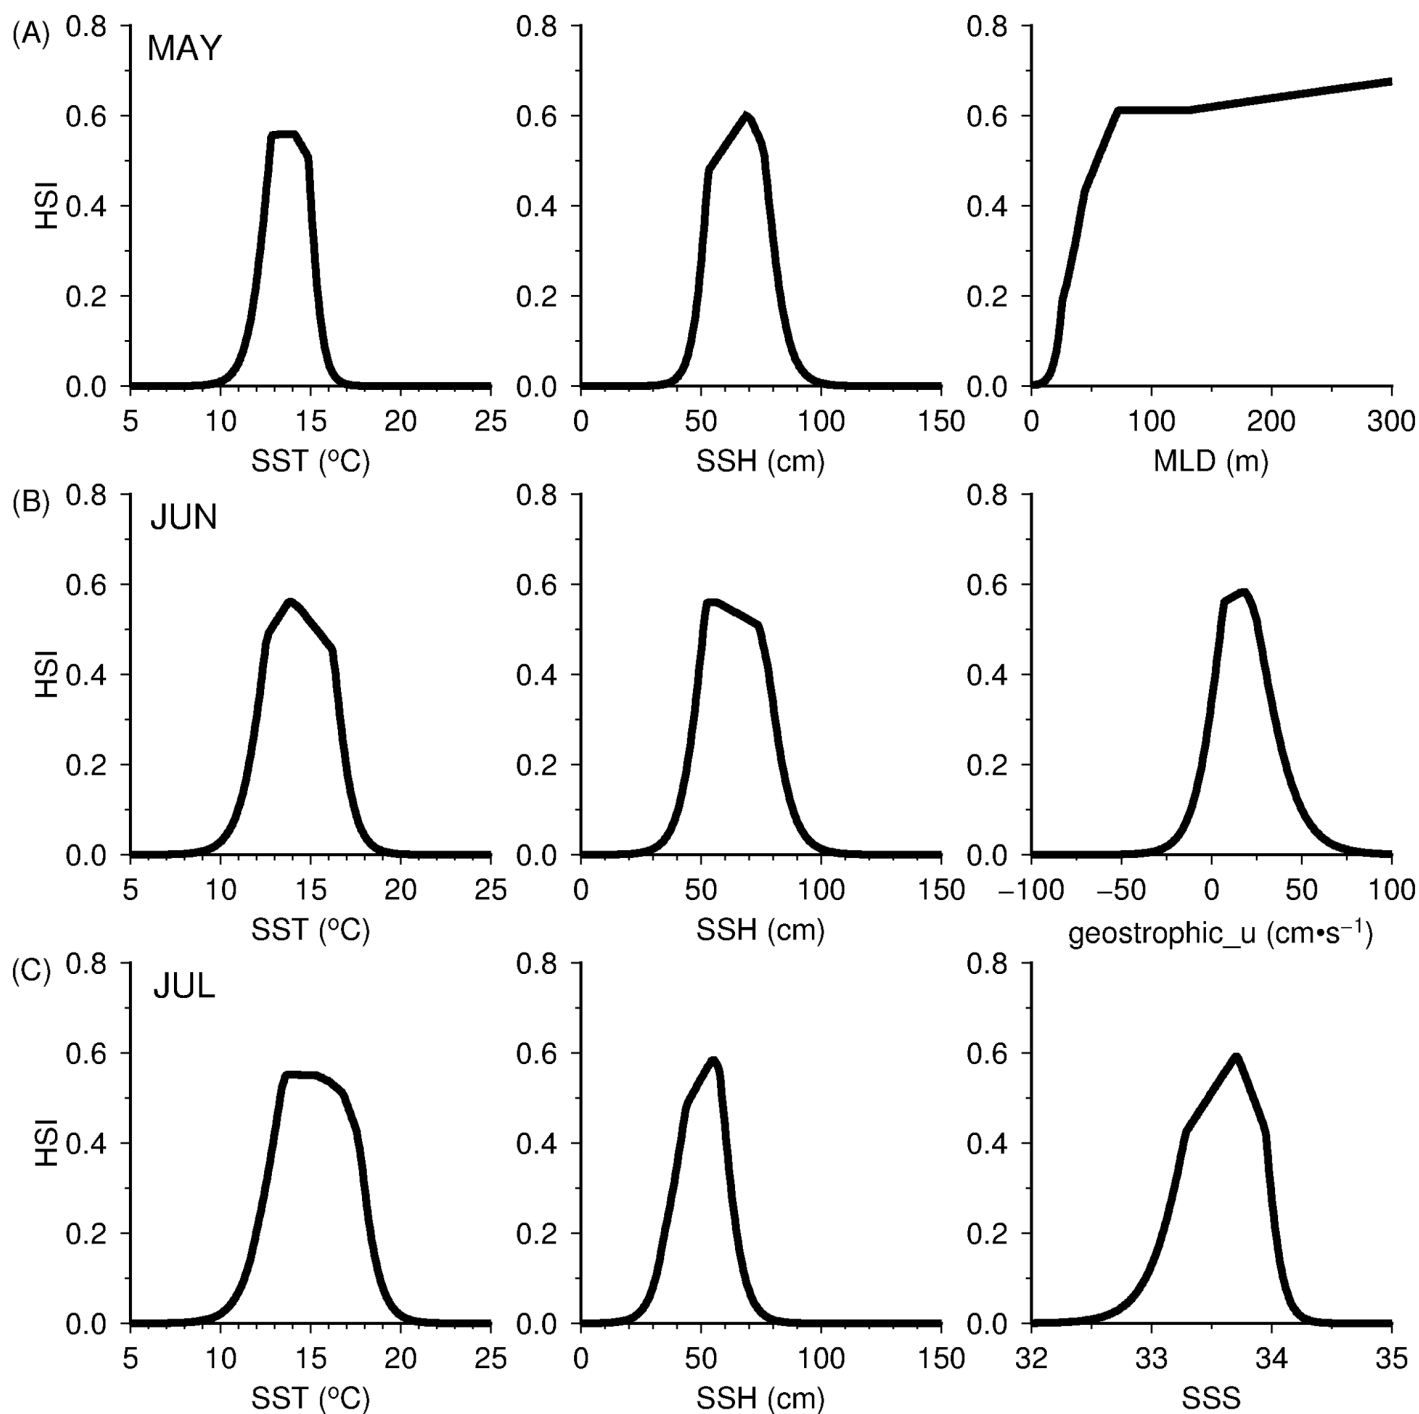 (A) MAY
HSI
0.8 0.6 0.4 0.2 0.0
5 10 15 20 25
SST (°C)
0.8 0.6 0.4 0.2 0.0
0 50 100 150
SSH (cm)
0.8 0.6 0.4 0.2 0.0
0 100 200 300
MLD (m)
(B) JUN
HSI
0.8 0.6 0.4 0.2 0.0
5 10 15 20 25
SST (°C)
0.8 0.6 0.4 0.2 0.0
0 50 100 150
SSH (cm)
0.8 0.6 0.4 0.2 0.0
−100 −50 0 50 100
geostrophic_u (cm•s⁻¹)
(C) JUL
HSI
0.8 0.6 0.4 0.2 0.0
5 10 15 20 25
SST (°C)
0.8 0.6 0.4 0.2 0.0
0 50 100 150
SSH (cm)
0.8 0.6 0.4 0.2 0.0
32 33 34 35
SSS